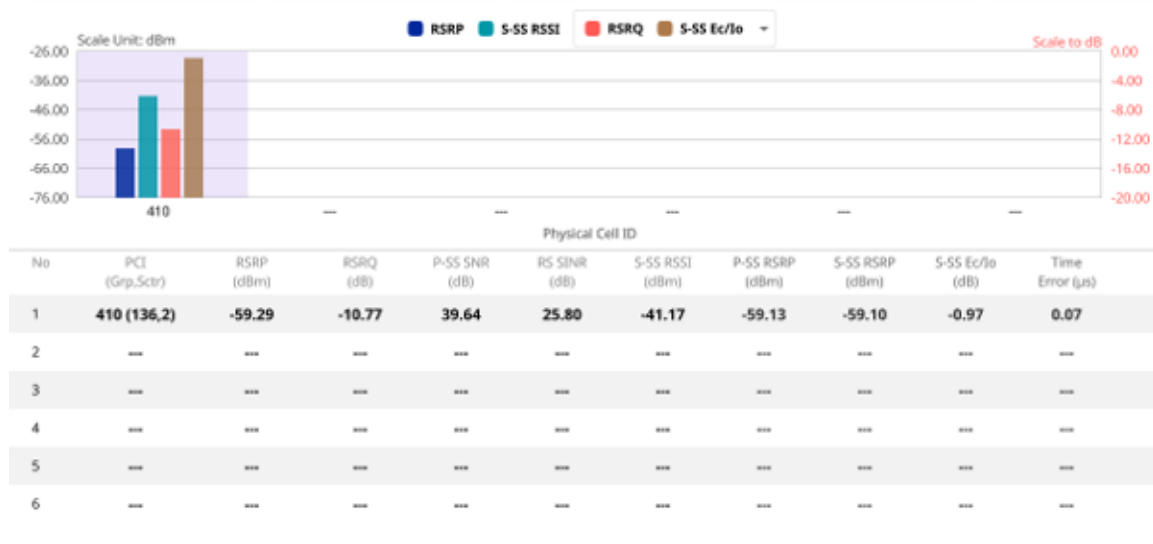 RSRP S-SS RSSI RSRQ S-SS Ec/Io
Scale Unit: dBm Scale to dB
-26.00 0.00
-36.00 -4.00
-46.00 -8.00
-56.00 -12.00
-66.00 -16.00
-76.00 -20.00
410 --- --- --- --- ---
Physical Cell ID
No PCI RSRP RSRQ P-SS SNR RS SINR S-SS RSSI P-SS RSRP S-SS RSRP S-SS Ec/Io Time
(Grp,Sctr) (dBm) (dB) (dB) (dB) (dBm) (dBm) (dBm) (dB) Error (µs)
1 410 (136,2) -59.29 -10.77 39.64 25.80 -41.17 -59.13 -59.10 -0.97 0.07
2 --- --- --- --- --- --- --- --- --- ---
3 --- --- --- --- --- --- --- --- --- ---
4 --- --- --- --- --- --- --- --- --- ---
5 --- --- --- --- --- --- --- --- --- ---
6 --- --- --- --- --- --- --- --- --- ---